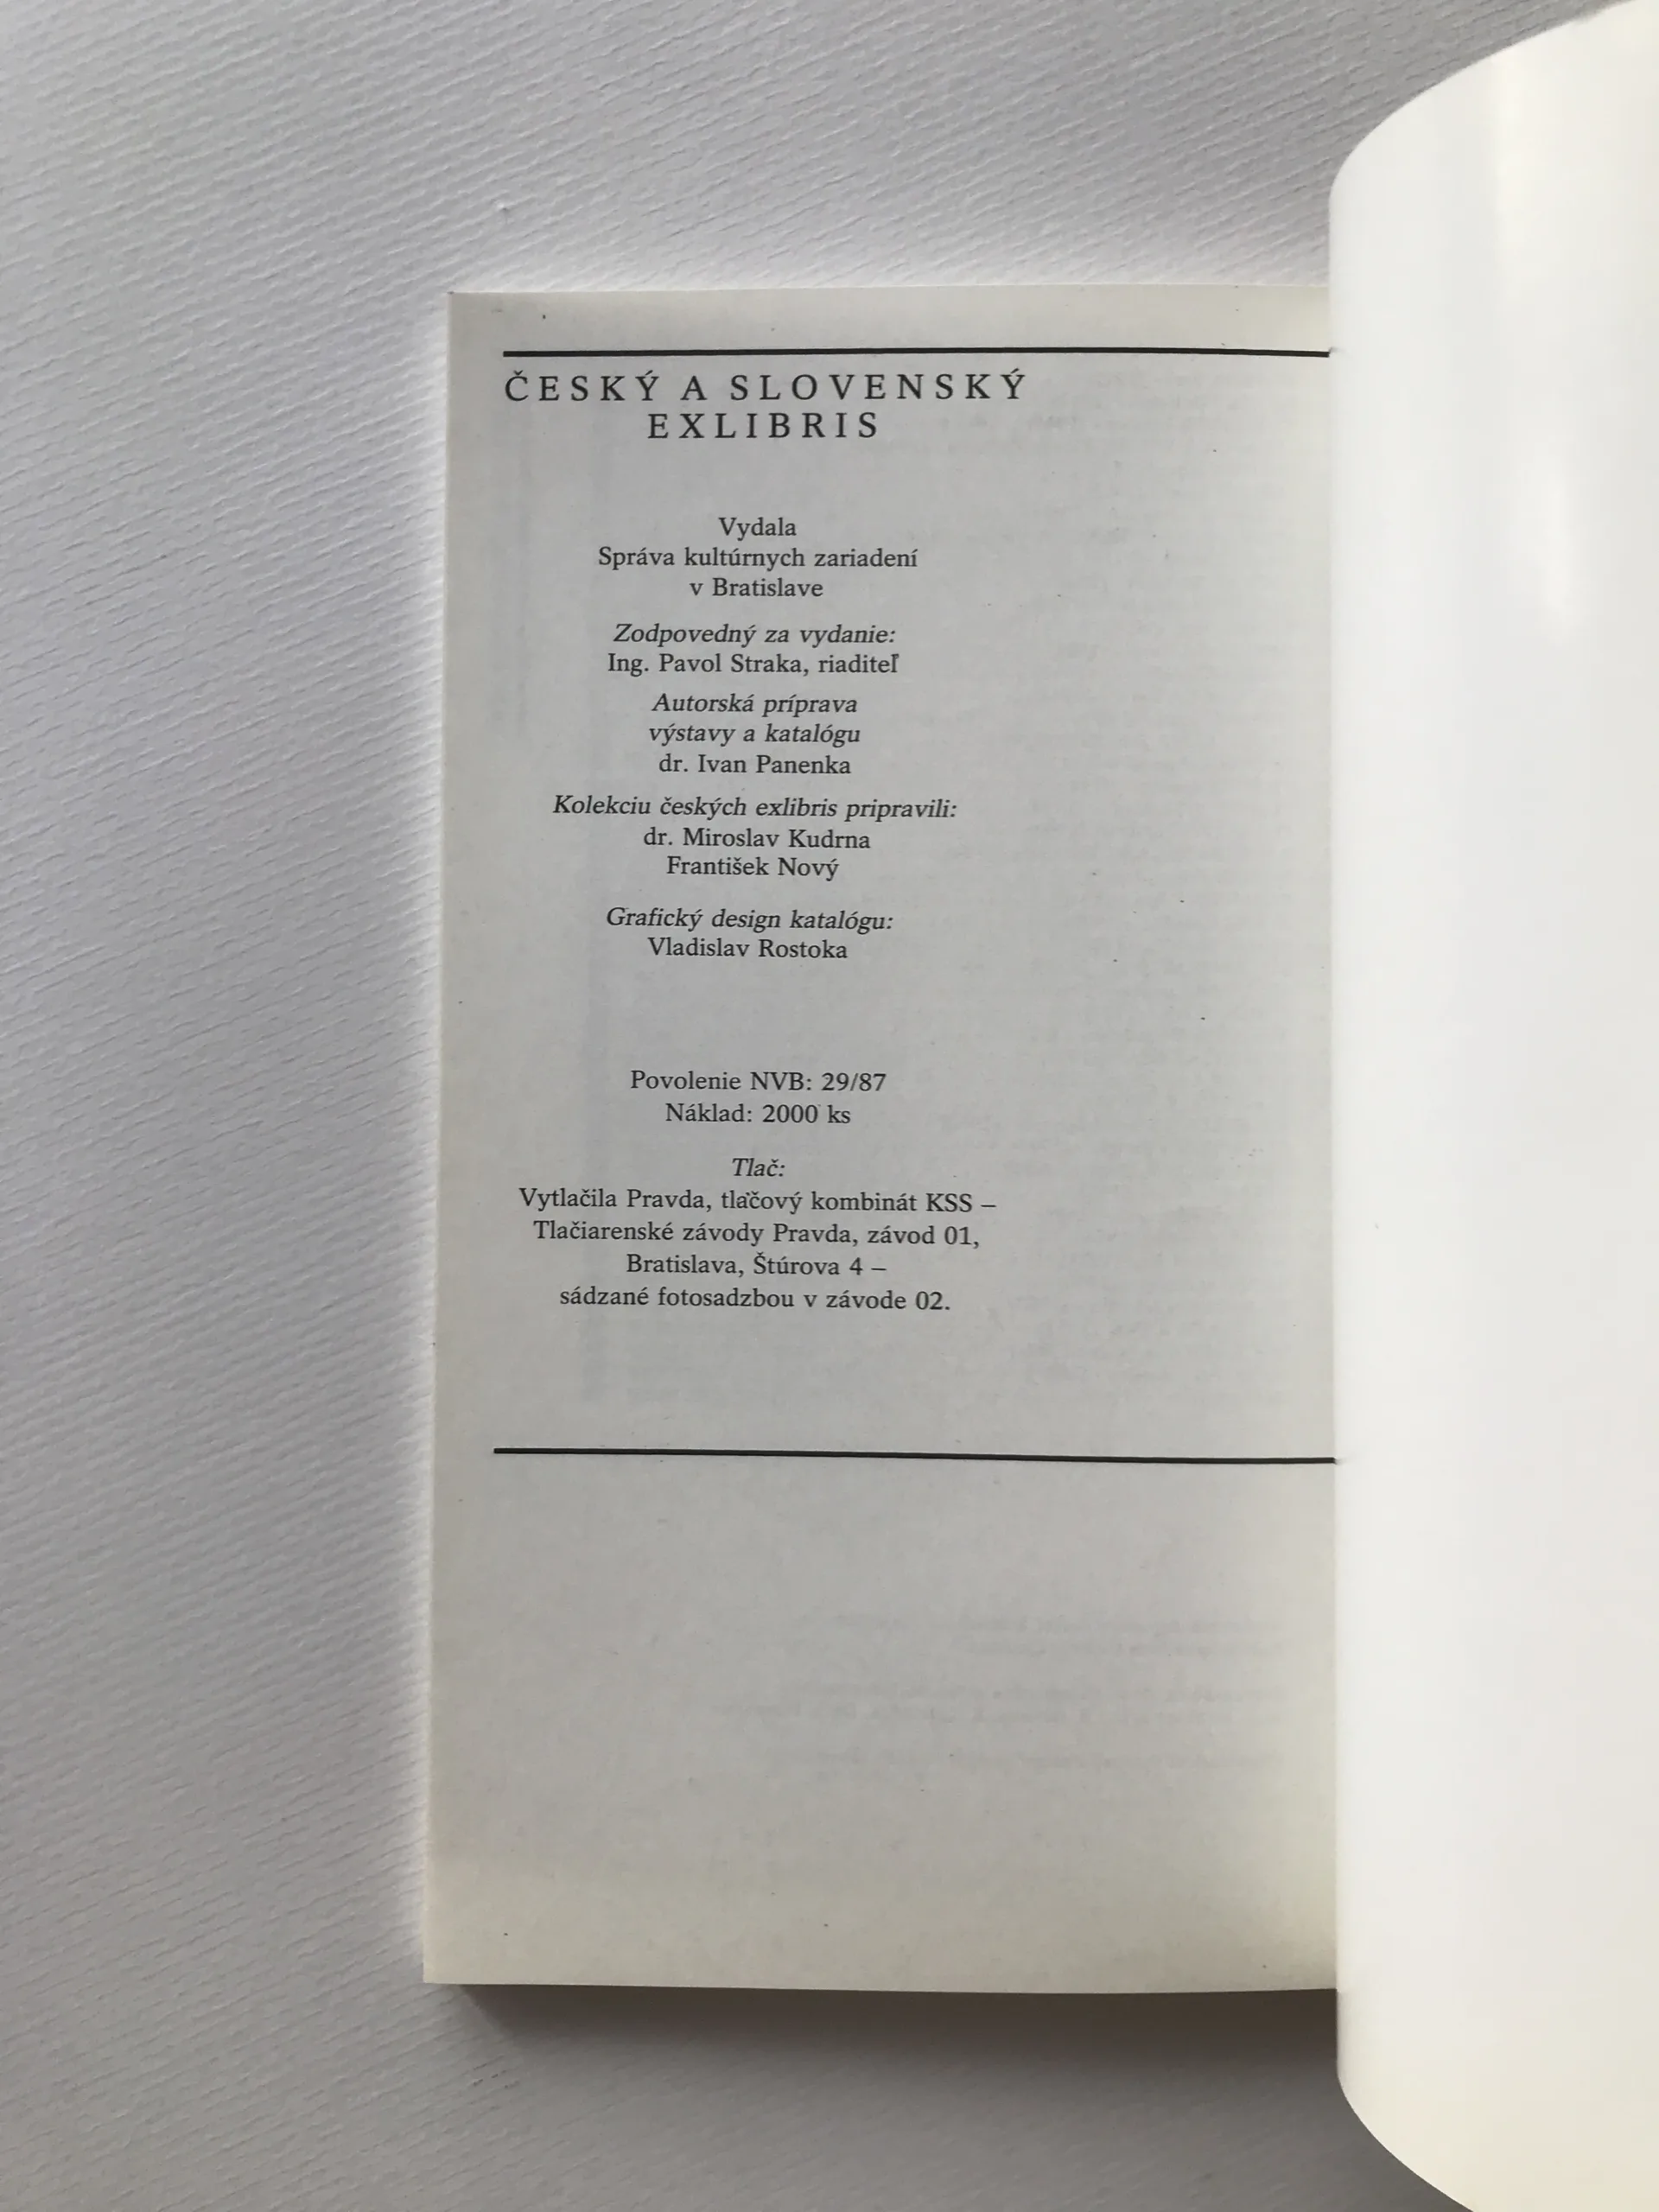 ČESKÝ A SLOVENSKÝ
EXLIBRIS
Vydala
Správa kultúrnych zariadení
v Bratislave
Zodpovedný za vydanie:
Ing. Pavol Straka, riaditeľ
Autorská príprava
výstavy a katalógu
dr. Ivan Panenka
Kolekciu českých exlibris pripravili:
dr. Miroslav Kudrna
František Nový
Grafický design katalógu:
Vladislav Rostoka
Povolenie NVB: 29/87
Náklad: 2000 ks
Tlač:
Vytlačila Pravda, tlačový kombinát KSS –
Tlačiarenské závody Pravda, závod 01,
Bratislava, Štúrova 4 –
sádzané fotosadzbou v závode 02.